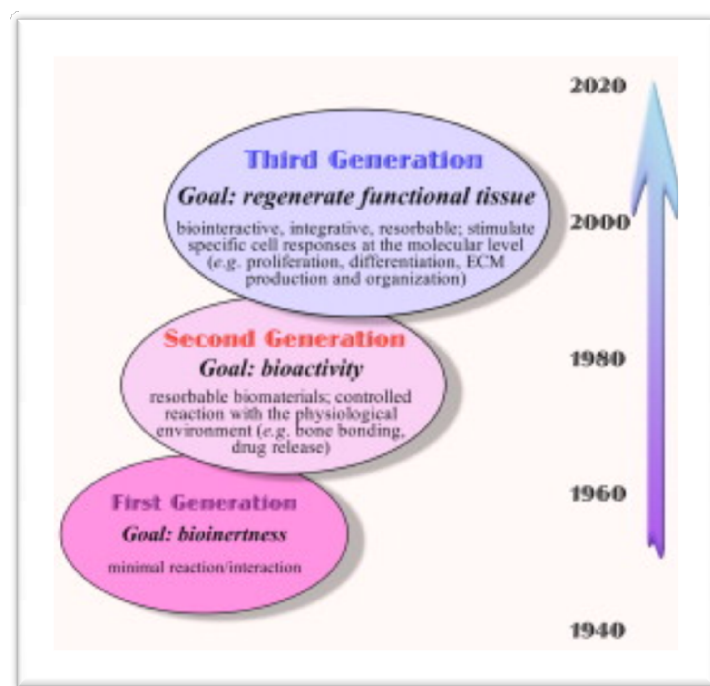 2020
Third Generation
Goal: regenerate functional tissue
biointeractive, integrative, resorbable; stimulate
specific cell responses at the molecular level
(e.g. proliferation, differentiation, ECM
production and organization)
2000
Second Generation
Goal: bioactivity
resorbable biomaterials; controlled
reaction with the physiological
environment (e.g. bone bonding,
drug release)
1980
First Generation
Goal: bioinertness
minimal reaction/interaction
1960
1940